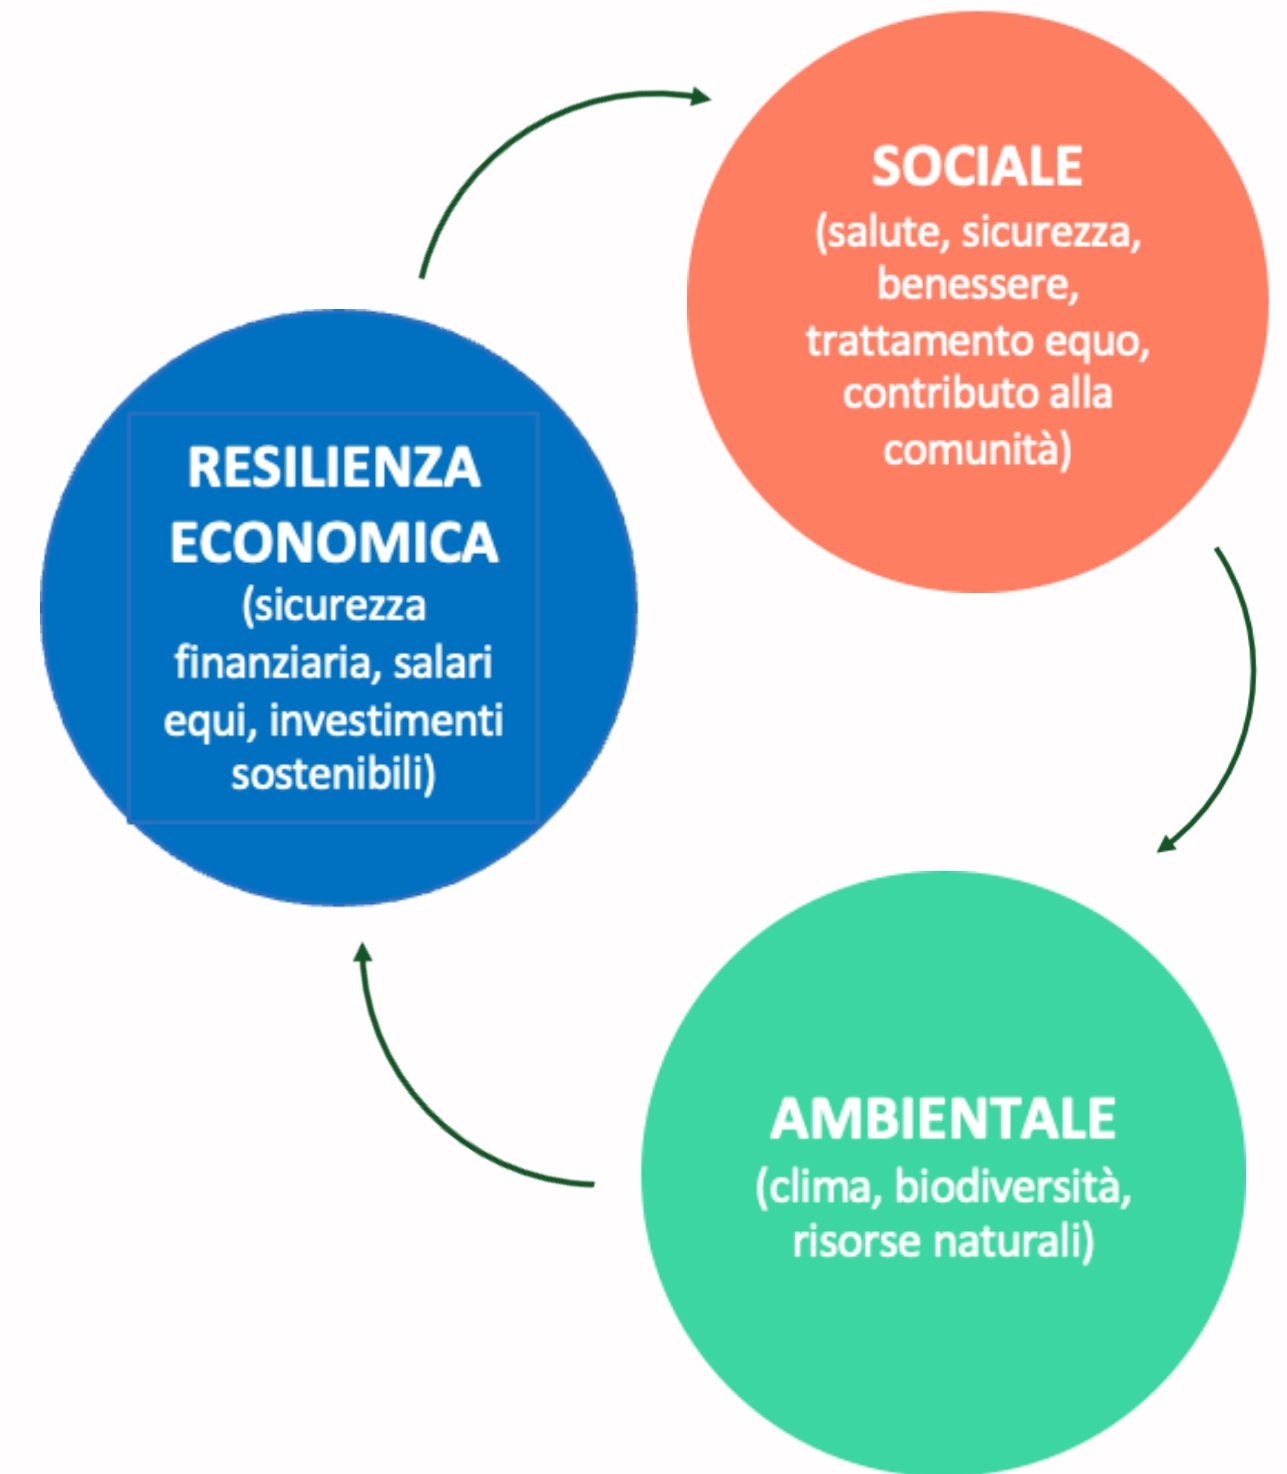 SOCIALE
(salute, sicurezza,
benessere,
trattamento equo,
contributo alla
comunità)
RESILIENZA
ECONOMICA
(sicurezza
finanziaria, salari
equi, investimenti
sostenibili)
AMBIENTALE
(clima, biodiversità,
risorse naturali)